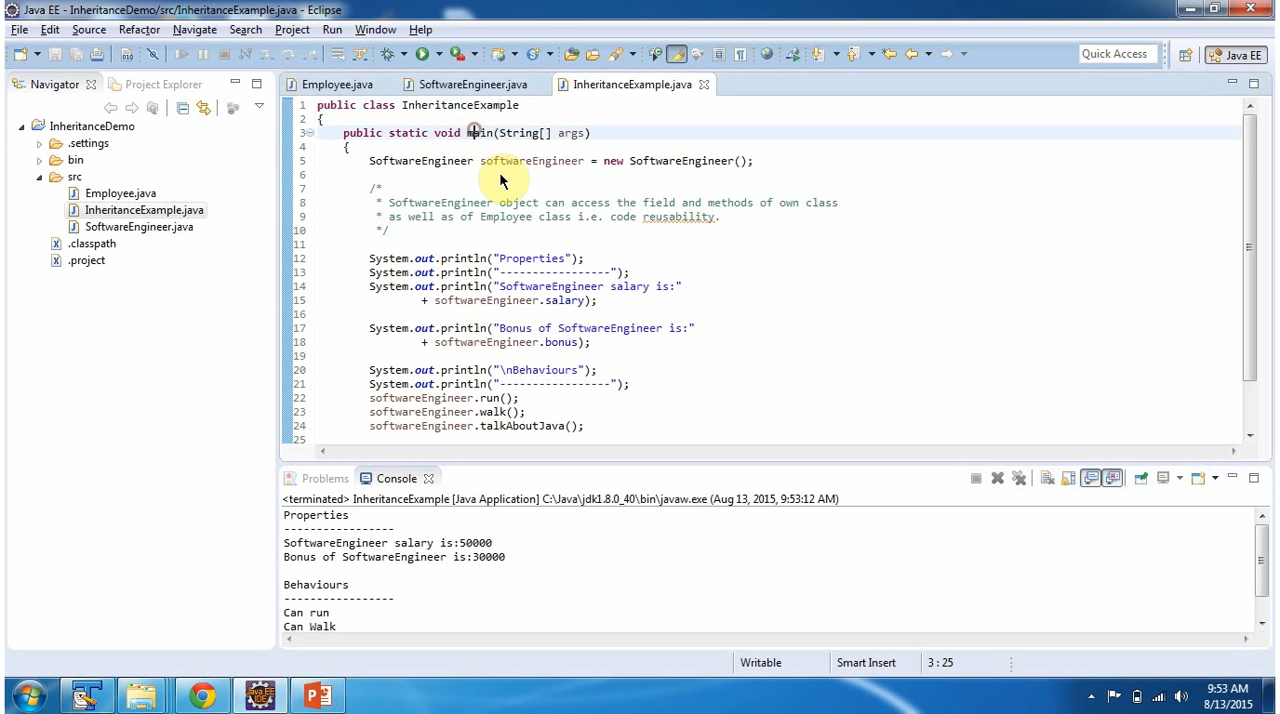 Java EE - InheritanceDemo/src/InheritanceExample.java - Eclipse
File Edit Source Refactor Navigate Search Project Run Window Help
Quick Access Java EE
Navigator Project Explorer
Employee.java SoftwareEngineer.java InheritanceExample.java
InheritanceDemo
.settings
bin
src
Employee.java
InheritanceExample.java
SoftwareEngineer.java
.classpath
.project
1 public class InheritanceExample
2 {
3 public static void main(String[] args)
4 {
5 SoftwareEngineer softwareEngineer = new SoftwareEngineer();
6
7 /*
8 * SoftwareEngineer object can access the field and methods of own class
9 * as well as of Employee class i.e. code reusability.
10 */
11
12 System.out.println("Properties");
13 System.out.println("-----------------");
14 System.out.println("SoftwareEngineer salary is:"
15 + softwareEngineer.salary);
16
17 System.out.println("Bonus of SoftwareEngineer is:"
18 + softwareEngineer.bonus);
19
20 System.out.println("\nBehaviours");
21 System.out.println("-----------------");
22 softwareEngineer.run();
23 softwareEngineer.walk();
24 softwareEngineer.talkAboutJava();
25
Problems Console
<terminated> InheritanceExample [Java Application] C:\Java\jdk1.8.0_40\bin\javaw.exe (Aug 13, 2015, 9:53:12 AM)
Properties
-----------------
SoftwareEngineer salary is:50000
Bonus of SoftwareEngineer is:30000
Behaviours
-----------------
Can run
Can Walk
Writable Smart Insert 3 : 25
Java EE IDE
9:53 AM
8/13/2015